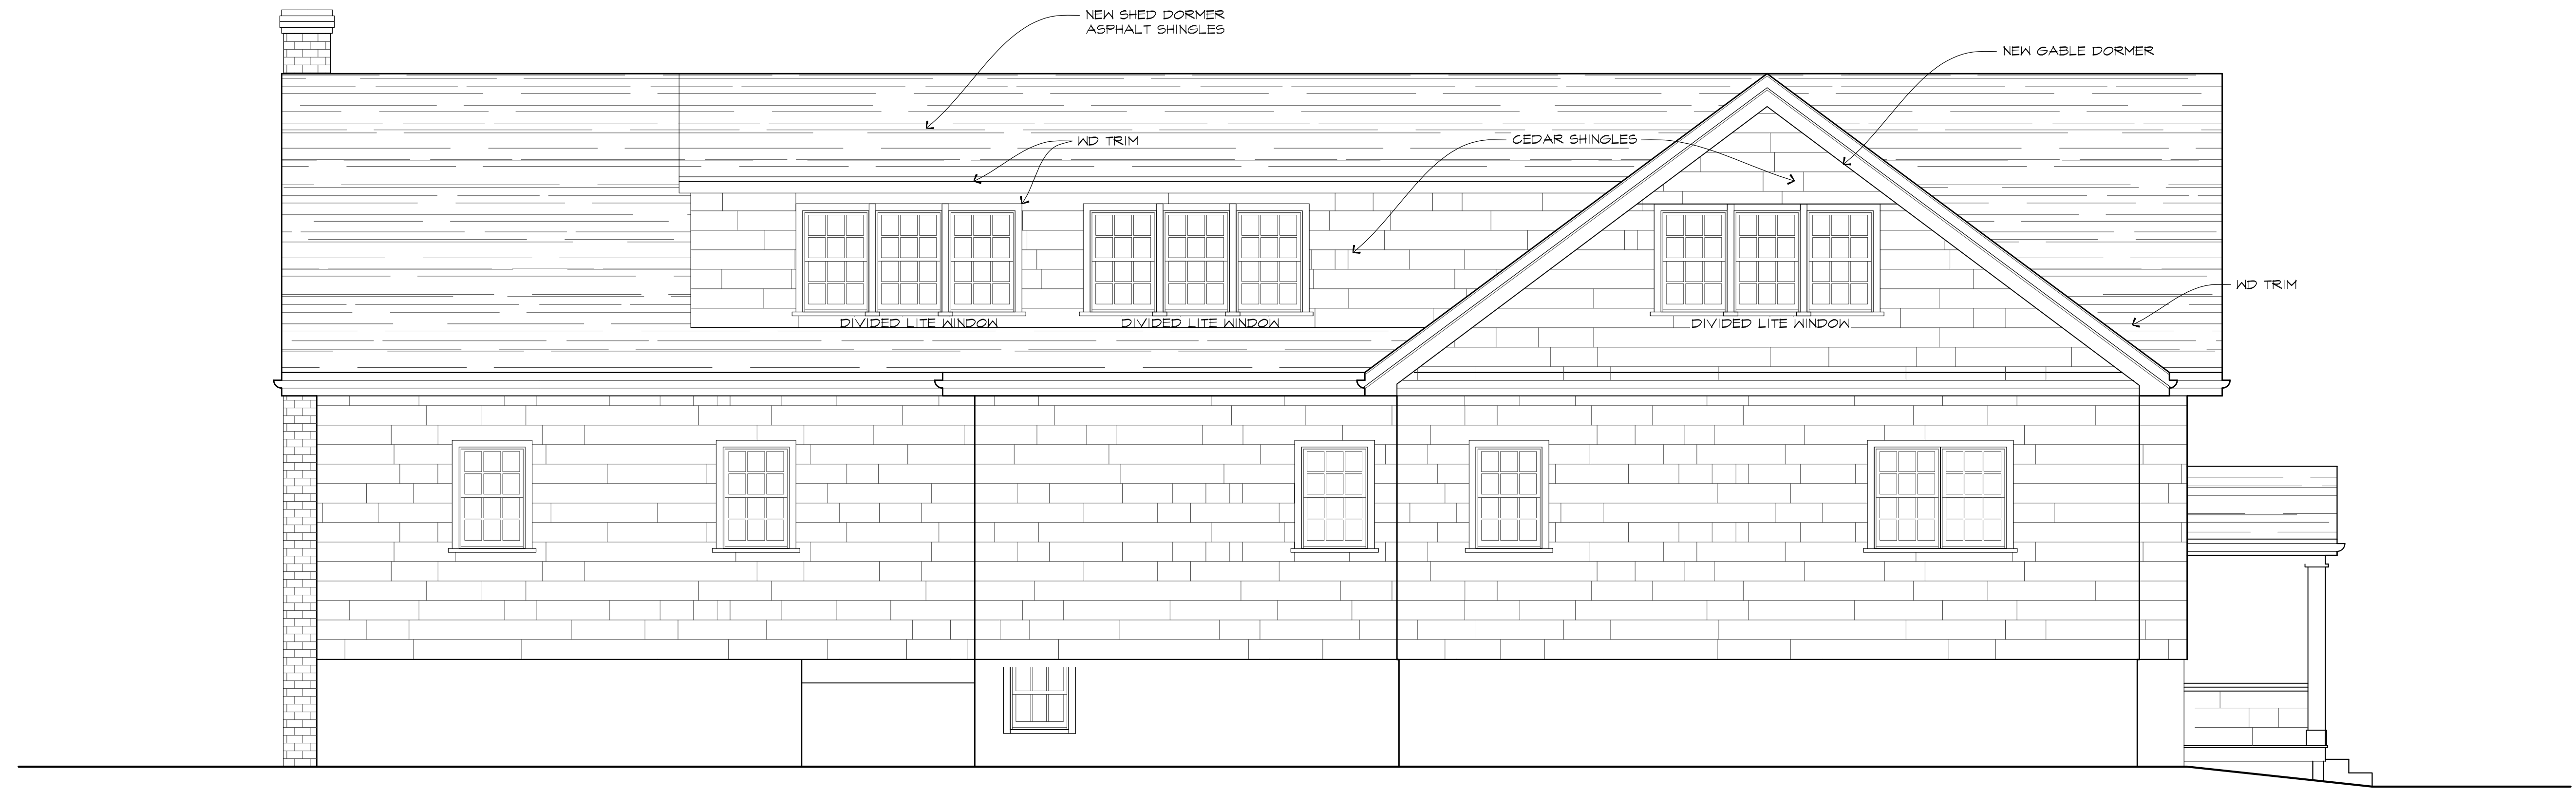 NEW SHED DORMER
ASPHALT SHINGLES
NEW GABLE DORMER
WD TRIM
CEDAR SHINGLES
WD TRIM
DIVIDED LITE WINDOW
DIVIDED LITE WINDOW
DIVIDED LITE WINDOW